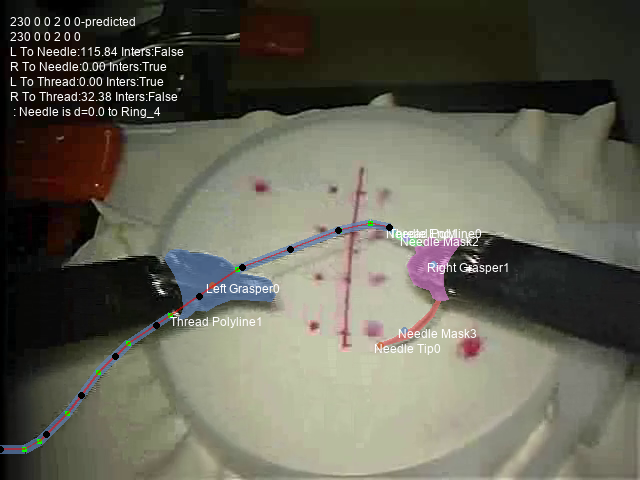 230 0 0 2 0 0-predicted
230 0 0 2 0 0
L To Needle:115.84 Inters:False
R To Needle:0.00 Inters:True
L To Thread:0.00 Inters:True
R To Thread:32.38 Inters:False
: Needle is d=0.0 to Ring_4
Needle Mask2
Right Grasper1
Left Grasper0
Thread Polyline1
Needle Mask3
Needle Tip0